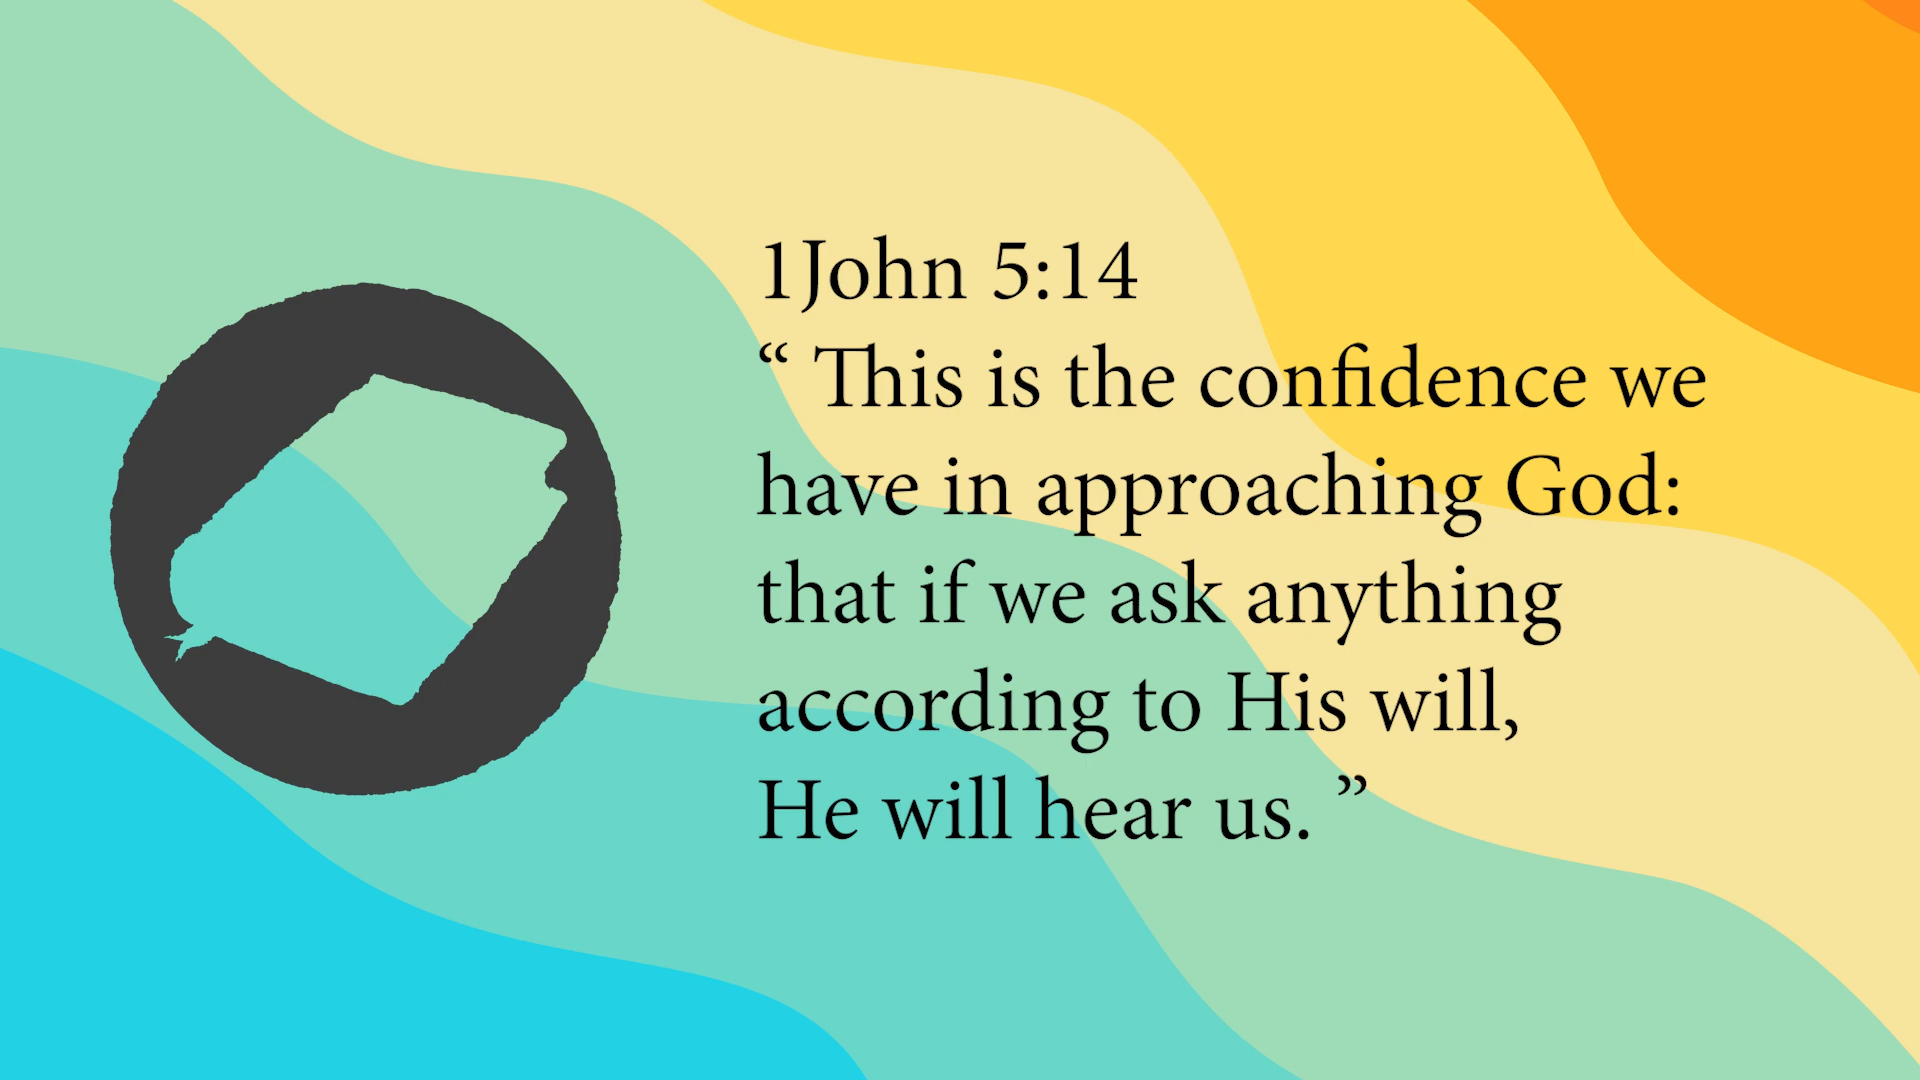 1John 5:14
“ This is the confidence we
have in approaching God:
that if we ask anything
according to His will,
He will hear us. ”